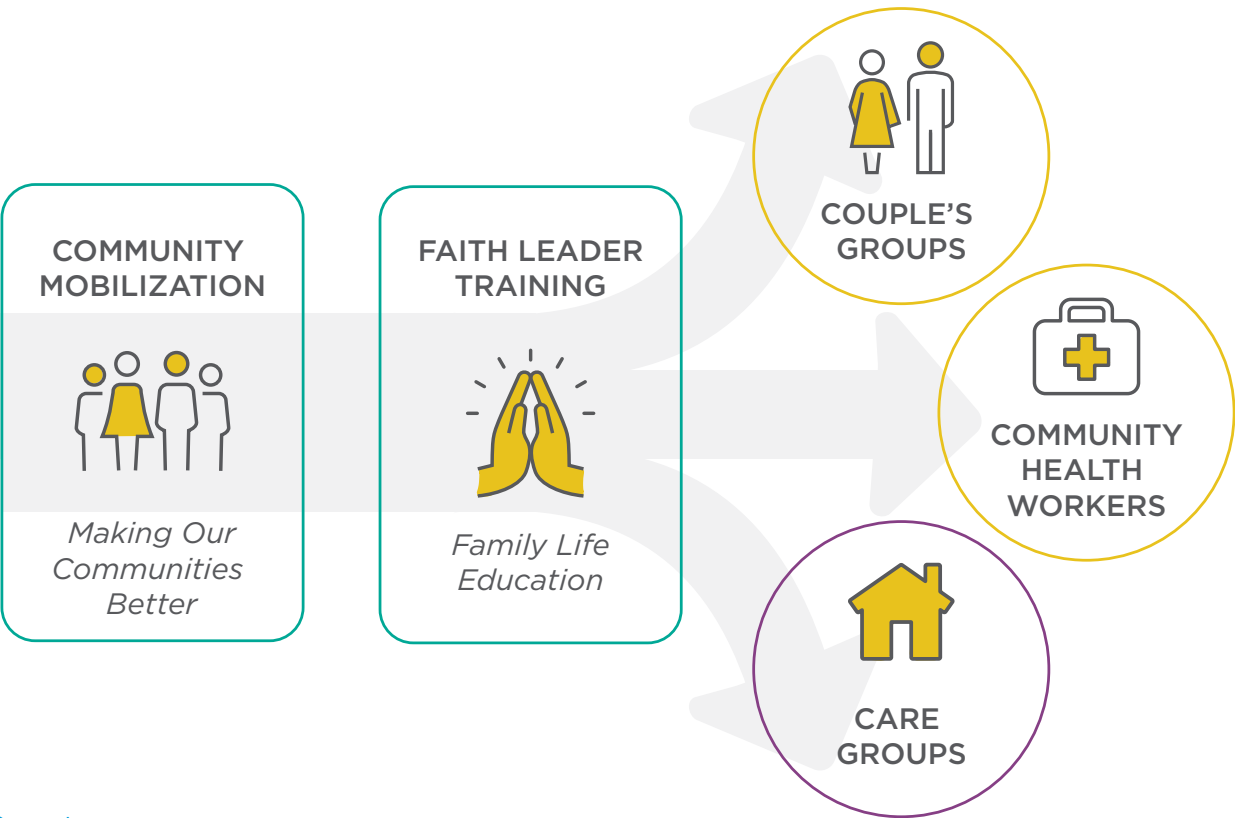 COMMUNITY
MOBILIZATION
Making Our
Communities
Better
FAITH LEADER
TRAINING
Family Life
Education
COUPLE'S
GROUPS
COMMUNITY
HEALTH
WORKERS
CARE
GROUPS